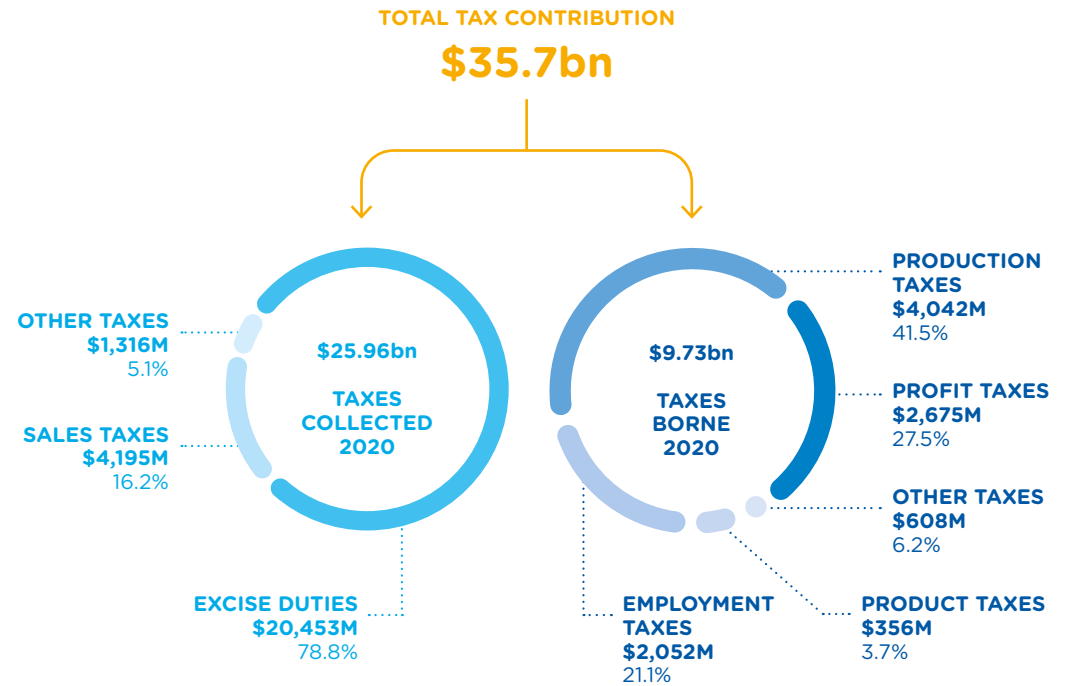 TOTAL TAX CONTRIBUTION
$35.7bn
OTHER TAXES
$1,316M
5.1%
SALES TAXES
$4,195M
16.2%
$25.96bn
TAXES
COLLECTED
2020
EXCISE DUTIES
$20,453M
78.8%
$9.73bn
TAXES
BORNE
2020
PRODUCTION
TAXES
$4,042M
41.5%
PROFIT TAXES
$2,675M
27.5%
OTHER TAXES
$608M
6.2%
PRODUCT TAXES
$356M
3.7%
EMPLOYMENT
TAXES
$2,052M
21.1%